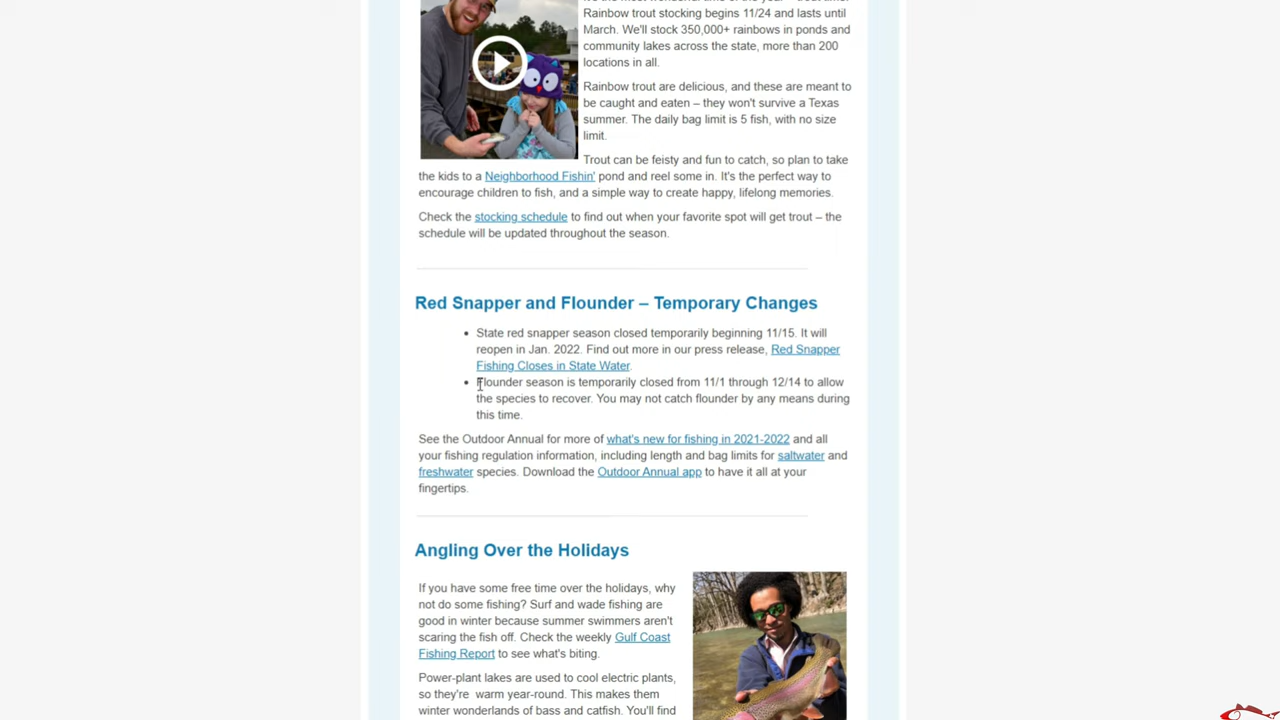 Rainbow trout stocking begins 11/24 and lasts until
March. We'll stock 350,000+ rainbows in ponds and
community lakes across the state, more than 200
locations in all.
Rainbow trout are delicious, and these are meant to
be caught and eaten – they won't survive a Texas
summer. The daily bag limit is 5 fish, with no size
limit.
Trout can be feisty and fun to catch, so plan to take
the kids to a Neighborhood Fishin' pond and reel some in. It's the perfect way to
encourage children to fish, and a simple way to create happy, lifelong memories.
Check the stocking schedule to find out when your favorite spot will get trout – the
schedule will be updated throughout the season.
Red Snapper and Flounder – Temporary Changes
• State red snapper season closed temporarily beginning 11/15. It will
reopen in Jan. 2022. Find out more in our press release, Red Snapper
Fishing Closes in State Water.
• Flounder season is temporarily closed from 11/1 through 12/14 to allow
the species to recover. You may not catch flounder by any means during
this time.
See the Outdoor Annual for more of what's new for fishing in 2021-2022 and all
your fishing regulation information, including length and bag limits for saltwater and
freshwater species. Download the Outdoor Annual app to have it all at your
fingertips.
Angling Over the Holidays
If you have some free time over the holidays, why
not do some fishing? Surf and wade fishing are
good in winter because summer swimmers aren't
scaring the fish off. Check the weekly Gulf Coast
Fishing Report to see what's biting.
Power-plant lakes are used to cool electric plants,
so they're warm year-round. This makes them
winter wonderlands of bass and catfish. You'll find